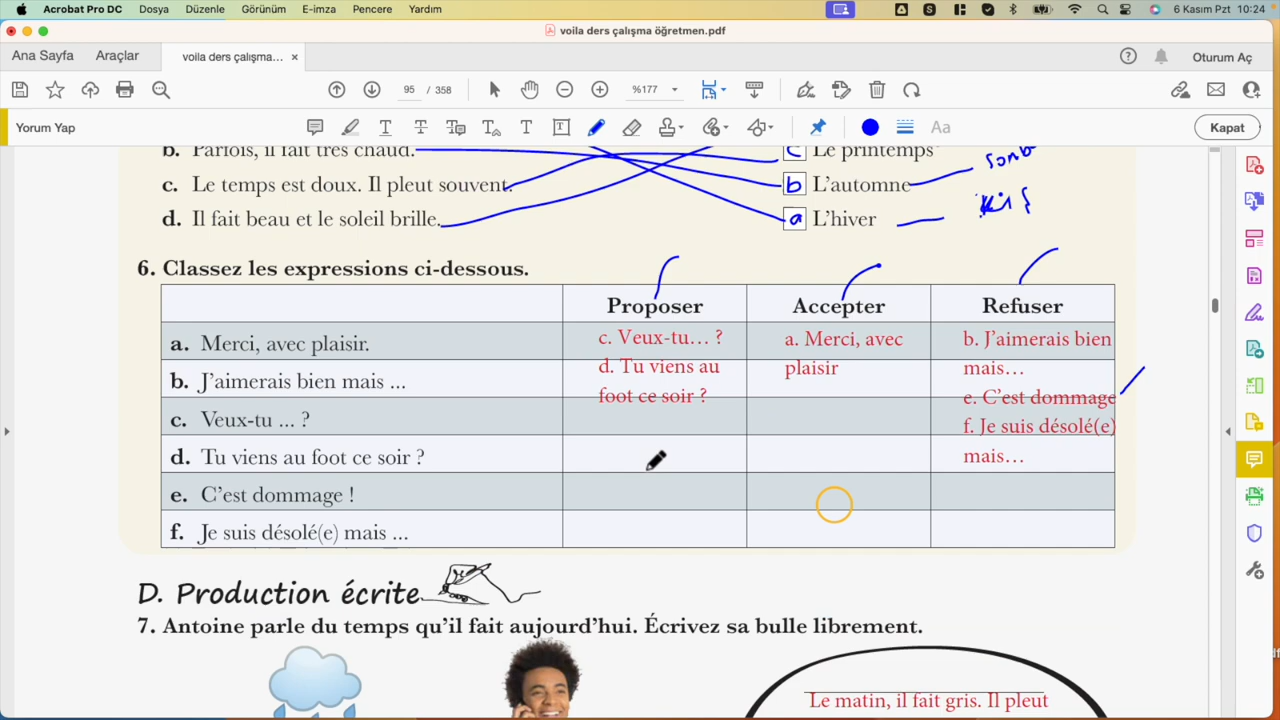 Acrobat Pro DC Dosya Düzenle Görünüm E-imza Pencere Yardım 6 Kasım Pzt 10:24
voila ders çalışma öğretmen.pdf
Ana Sayfa Araçlar voila ders çalışma... × Oturum Aç
95 / 358 %177
Yorum Yap Aa Kapat
b. Parfois, il fait très chaud. c Le printemps
c. Le temps est doux. Il pleut souvent. b L'automne sonb
d. Il fait beau et le soleil brille. a L'hiver
6. Classez les expressions ci-dessous.
Proposer Accepter Refuser
a. Merci, avec plaisir. c. Veux-tu... ? a. Merci, avec b. J'aimerais bien
d. Tu viens au plaisir mais...
b. J'aimerais bien mais ...
foot ce soir ? e. C'est dommage
c. Veux-tu ... ? f. Je suis désolé(e)
d. Tu viens au foot ce soir ? mais...
e. C'est dommage !
f. Je suis désolé(e) mais ...
D. Production écrite
7. Antoine parle du temps qu'il fait aujourd'hui. Écrivez sa bulle librement.
Le matin, il fait gris. Il pleut